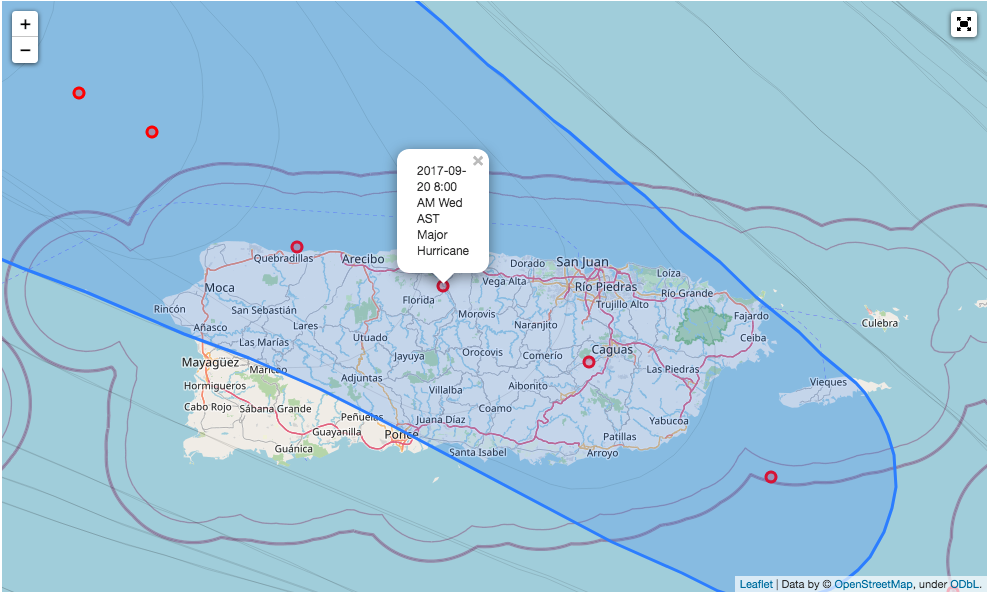 +
−
×
2017-09-
20 8:00
AM Wed
AST
Major
Hurricane
Quebradillas
Arecibo
Dorado
San Juan
Loíza
Moca
Vega Alta
Río Piedras
Río Grande
Florida
Trujillo Alto
Rincón
San Sebastián
Morovis
Fajardo
Culebra
Añasco
Lares
Naranjito
Utuado
Ceiba
Las Marías
Caguas
Jayuya
Orocovis
Comerío
Mayagüez
Maricao
Las Piedras
Hormigueros
Adjuntas
Villalba
Aibonito
Vieques
Cabo Rojo
Sábana Grande
Coamo
Peñuelas
Juana Díaz
Yabucoa
Guayanilla
Ponce
Patillas
Guánica
Santa Isabel
Arroyo
Leaflet | Data by © OpenStreetMap, under ODbL.